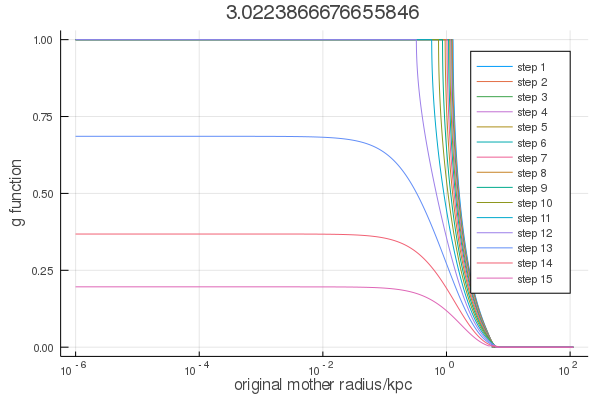 3.0223866676655846
g function
1.00
0.75
0.50
0.25
0.00
step 1
step 2
step 3
step 4
step 5
step 6
step 7
step 8
step 9
step 10
step 11
step 12
step 13
step 14
step 15
10^-6 10^-4 10^-2 10^0 10^2
original mother radius/kpc